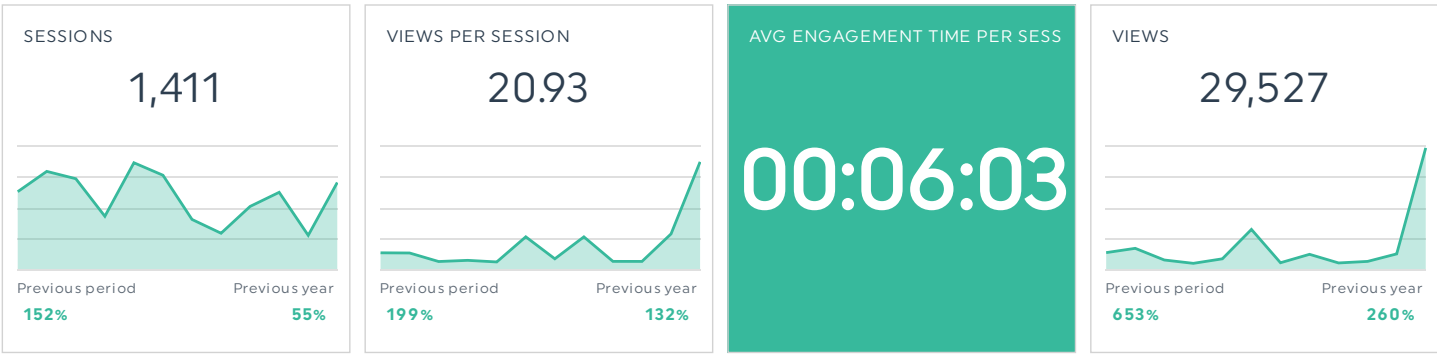 SESSIONS
1,411
Previous period Previous year
152% 55%
VIEWS PER SESSION
20.93
Previous period Previous year
199% 132%
AVG ENGAGEMENT TIME PER SESS
00:06:03
VIEWS
29,527
Previous period Previous year
653% 260%